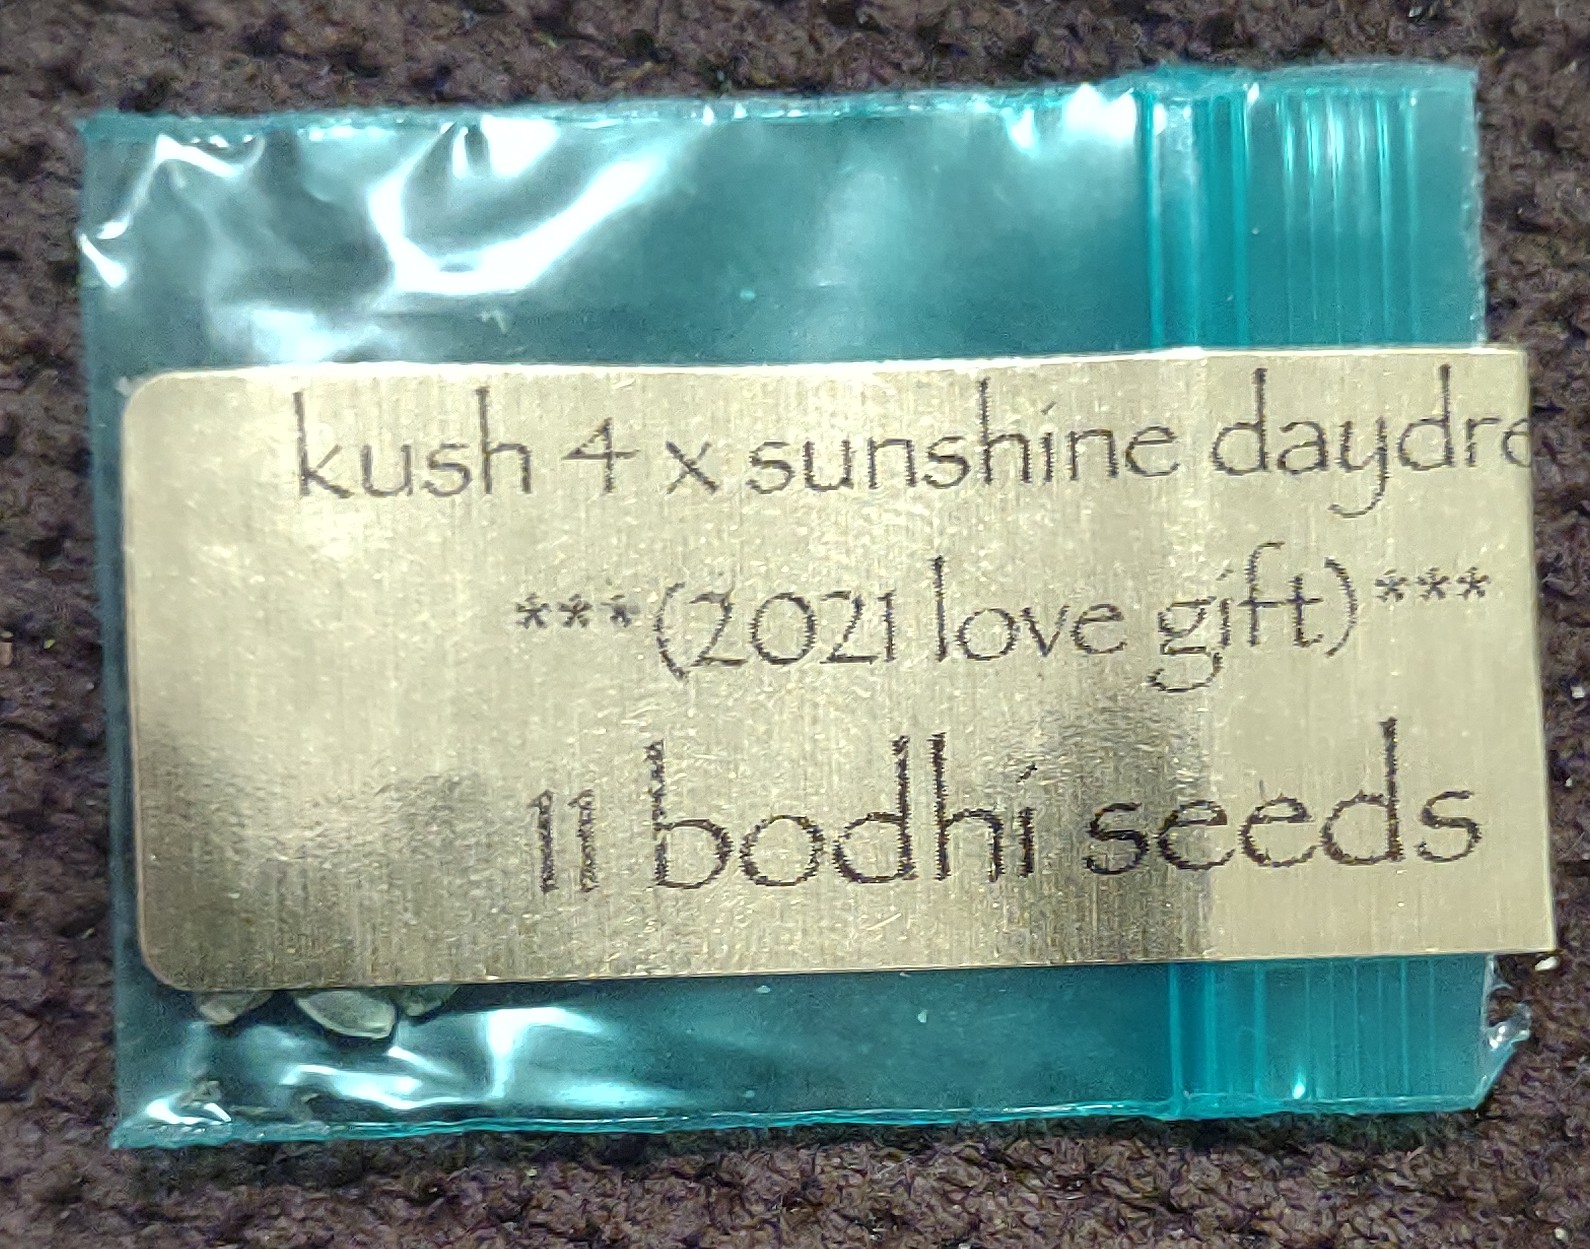 kush 4 x sunshine daydre
***(2021 love gift)***
11 bodhi seeds